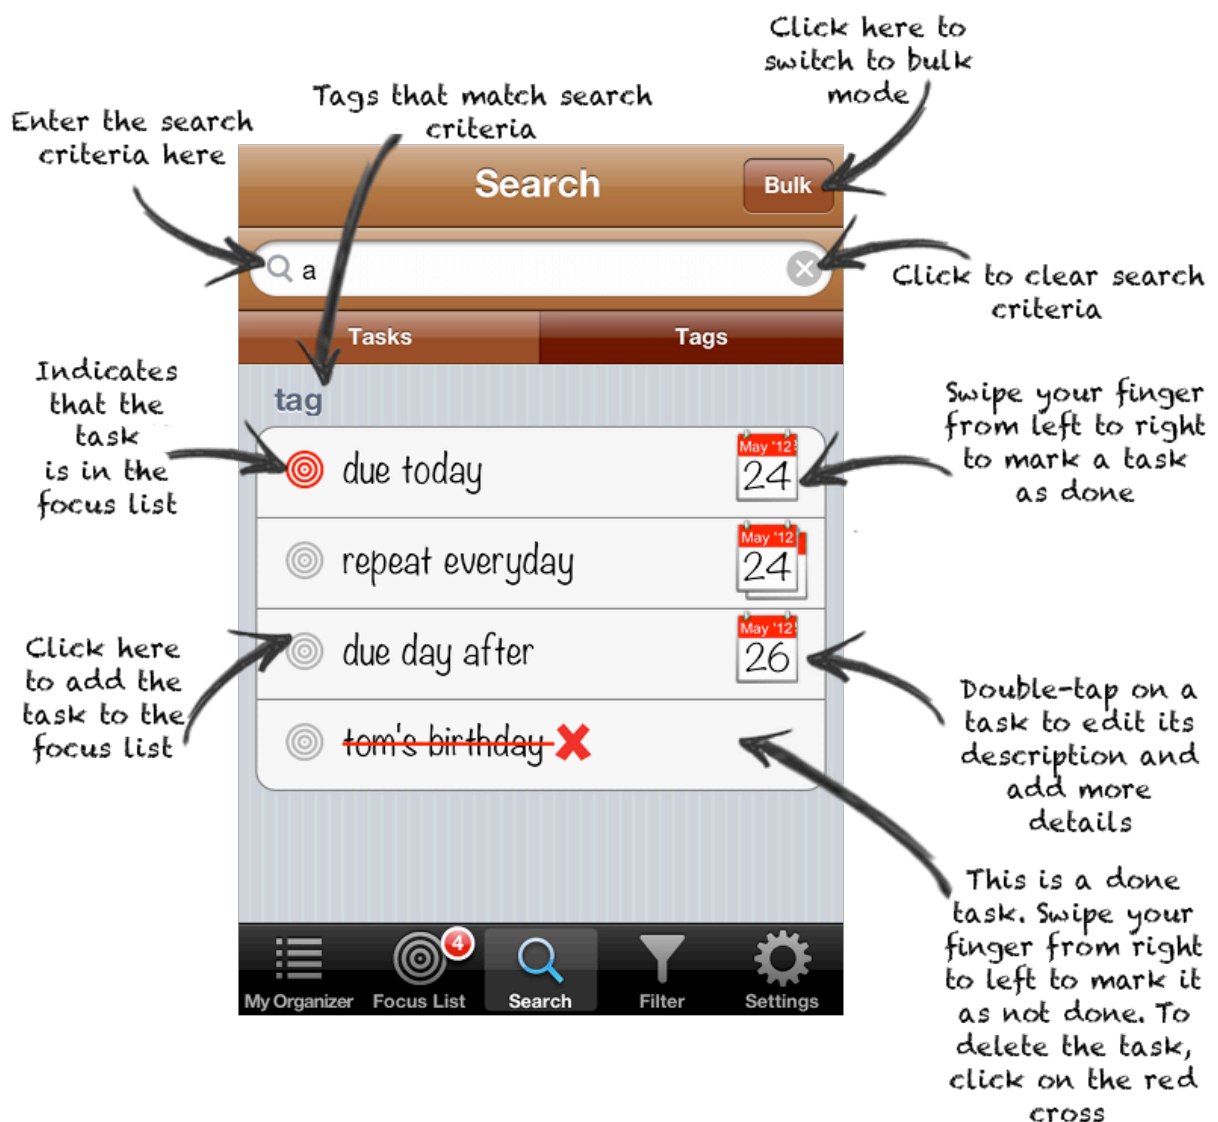 Click here to
switch to bulk
mode
Tags that match search
criteria
Enter the search
criteria here
Search
Bulk
a
Click to clear search
criteria
Tasks
Tags
Indicates
that the
task
is in the
focus list
tag
Swipe your finger
from left to right
to mark a task
as done
due today
May '12
24
repeat everyday
May '12
24
Click here
to add the
task to the
focus list
due day after
May '12
26
Double-tap on a
task to edit its
description and
add more
details
tom's birthday
This is a done
task. Swipe your
finger from right
to left to mark it
as not done. To
delete the task,
click on the red
cross
4
My Organizer
Focus List
Search
Filter
Settings